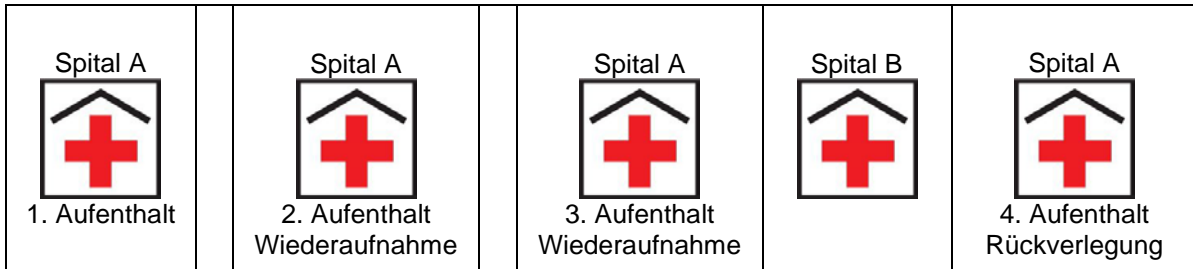 Spital A
1. Aufenthalt
Spital A
2. Aufenthalt
Wiederaufnahme
Spital A
3. Aufenthalt
Wiederaufnahme
Spital B
Spital A
4. Aufenthalt
Rückverlegung